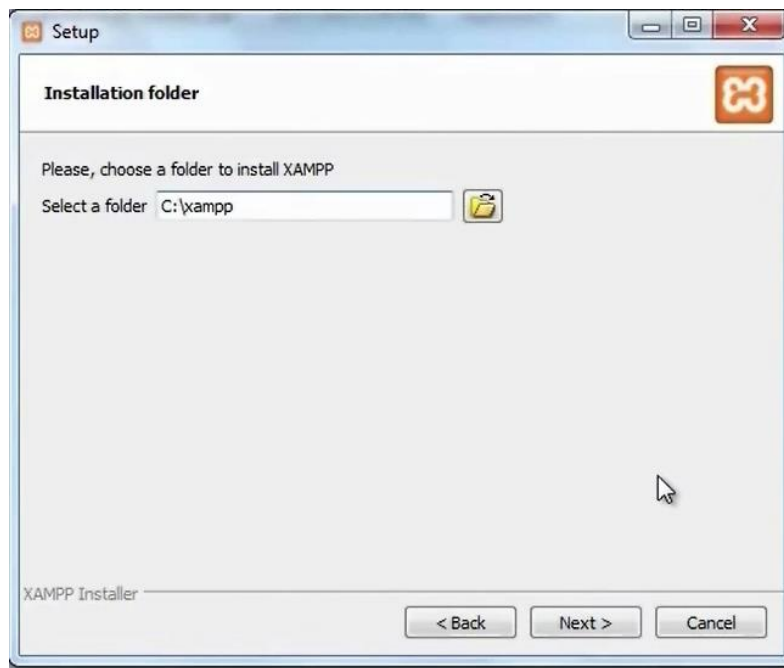 Setup
Installation folder
Please, choose a folder to install XAMPP
Select a folder C:\xampp
XAMPP Installer
< Back Next > Cancel